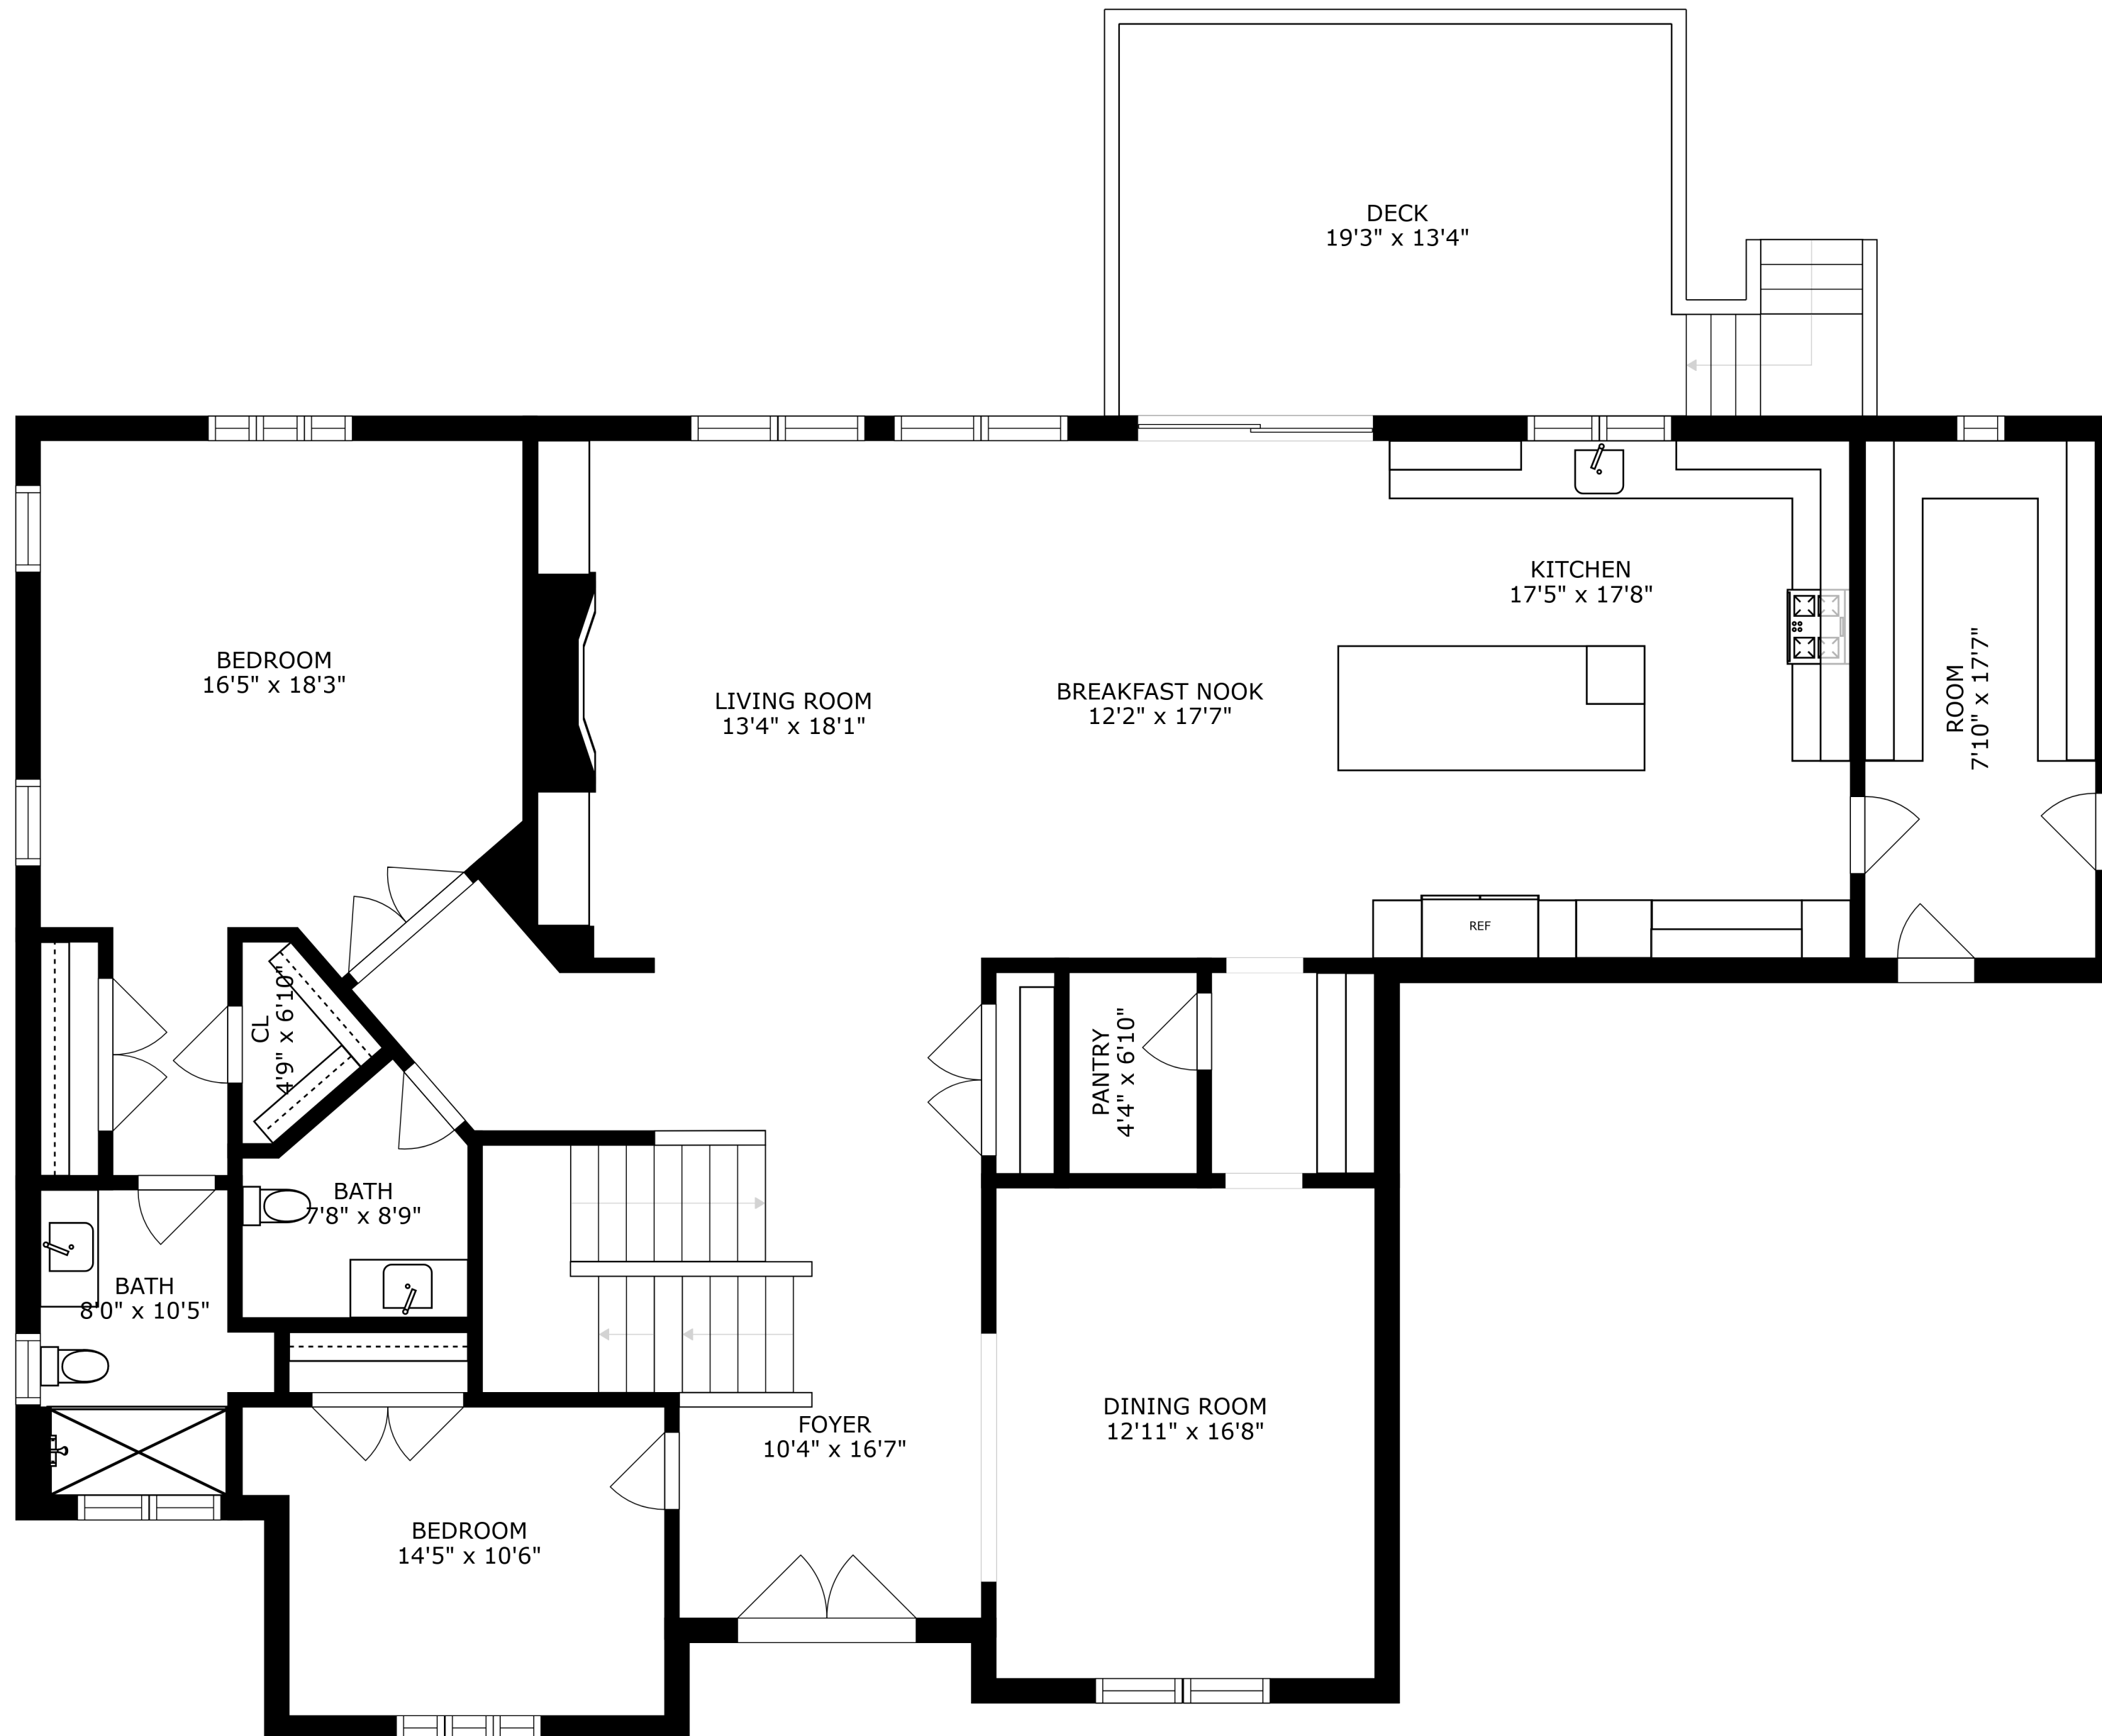 DECK
19'3" x 13'4"
KITCHEN
17'5" x 17'8"
BEDROOM
16'5" x 18'3"
LIVING ROOM
13'4" x 18'1"
BREAKFAST NOOK
12'2" x 17'7"
ROOM
7'10" x 17'7"
REF
CL
4'9" x 6'10"
PANTRY
4'4" x 6'10"
BATH
7'8" x 8'9"
BATH
8'0" x 10'5"
DINING ROOM
12'11" x 16'8"
FOYER
10'4" x 16'7"
BEDROOM
14'5" x 10'6"